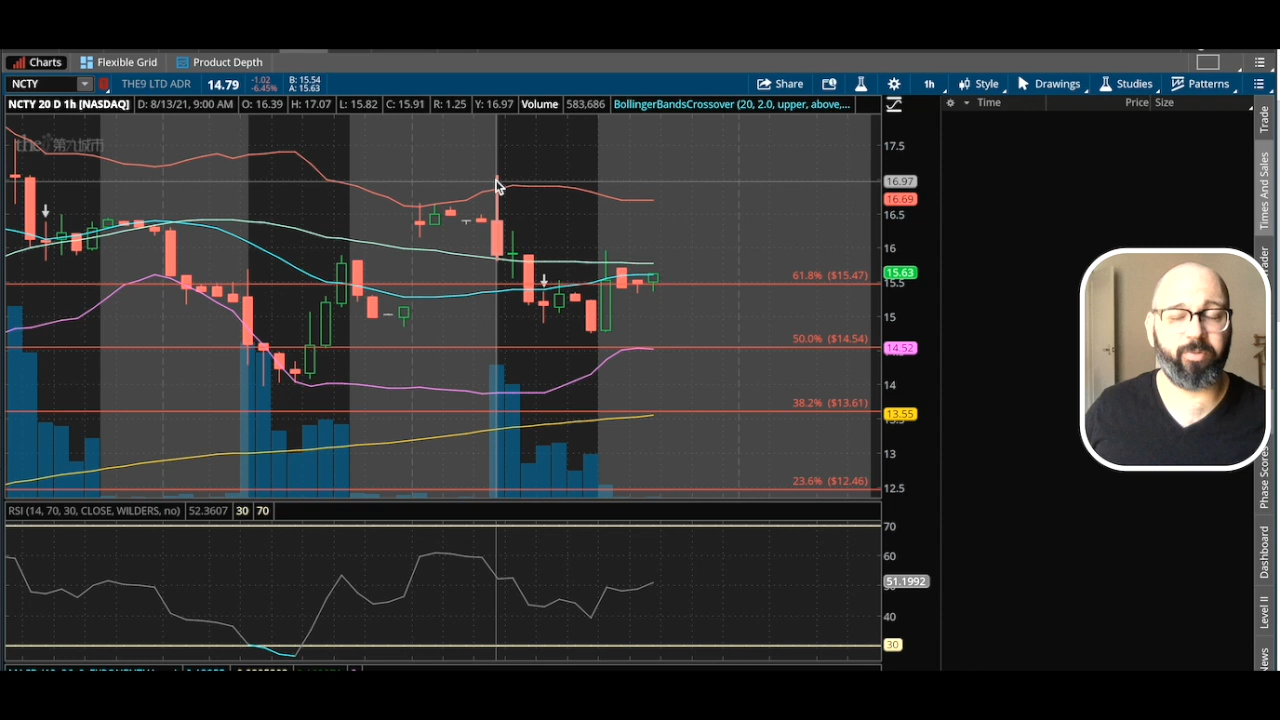 Charts Flexible Grid Product Depth
NCTY THE9 LTD ADR 14.79 -1.02 -6.45% B: 15.54 A: 15.63 Share 1h Style Drawings Studies Patterns
NCTY 20 D 1h [NASDAQ] D: 8/13/21, 9:00 AM O: 16.39 H: 17.07 L: 15.82 C: 15.91 R: 1.25 Y: 16.97 Volume 583,686 BollingerBandsCrossover (20, 2.0, upper, above,...
Time Price Size
the 第九城市
17.5
16.97
16.69
16.5
16
15.63
15.5
61.8% ($15.47)
15
50.0% ($14.54)
14.52
14
38.2% ($13.61)
13.55
13
23.6% ($12.46)
12.5
RSI (14, 70, 30, CLOSE, WILDERS, no) 52.3607 30 70
70
60
51.1992
40
30
Trade
Times And Sales
Phase Scores
Dashboard
Level II